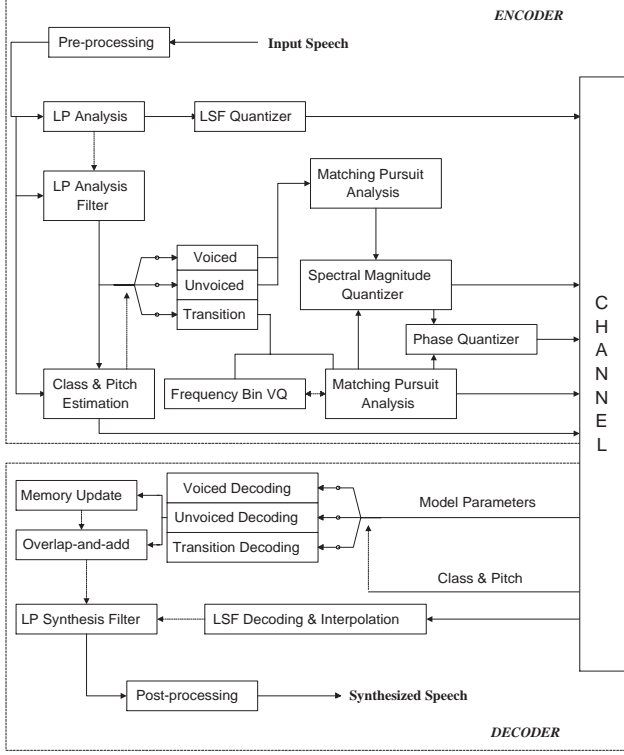 ENCODER
Pre-processing
Input Speech
LP Analysis
LSF Quantizer
LP Analysis
Filter
Matching Pursuit
Analysis
Voiced
Unvoiced
Transition
Spectral Magnitude
Quantizer
Phase Quantizer
Class & Pitch
Estimation
Frequency Bin VQ
Matching Pursuit
Analysis
CHANNEL
Memory Update
Overlap-and-add
Voiced Decoding
Unvoiced Decoding
Transition Decoding
Model Parameters
Class & Pitch
LP Synthesis Filter
LSF Decoding & Interpolation
Post-processing
Synthesized Speech
DECODER